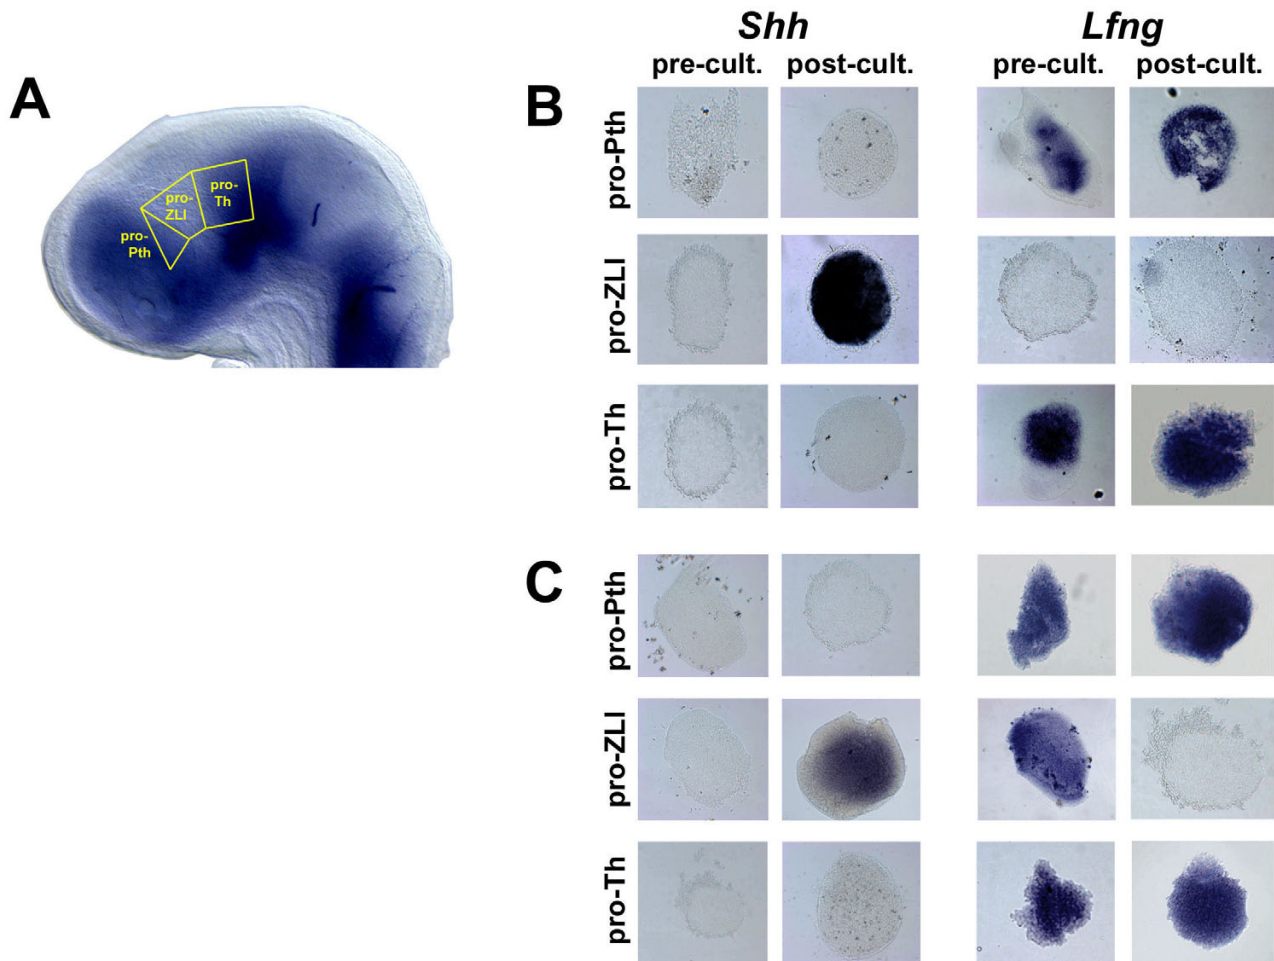 A
pro-
Th
pro-
ZLI
pro-
Pth
Shh
Lfng
pre-cult.
post-cult.
pre-cult.
post-cult.
B
pro-Pth
pro-ZLI
pro-Th
C
pro-Pth
pro-ZLI
pro-Th